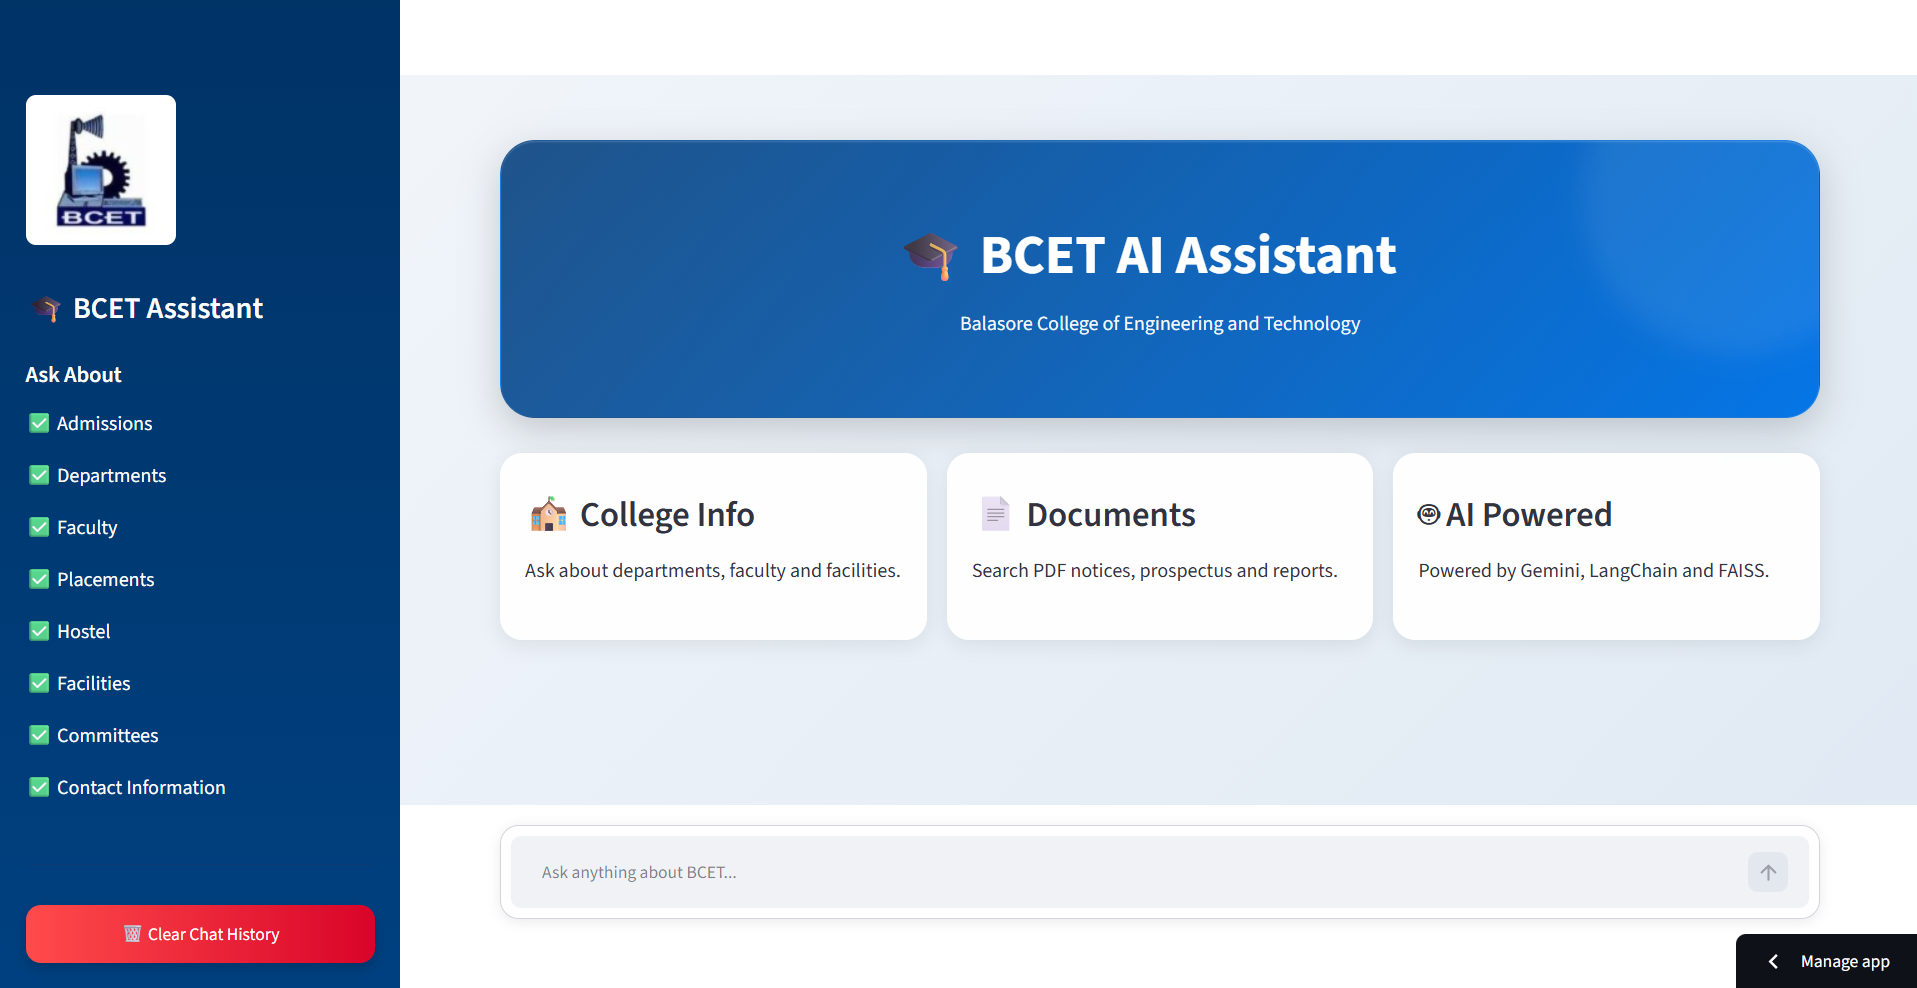 BCET
🎓 BCET Assistant
Ask About
✅ Admissions
✅ Departments
✅ Faculty
✅ Placements
✅ Hostel
✅ Facilities
✅ Committees
✅ Contact Information
🗑 Clear Chat History
🎓 BCET AI Assistant
Balasore College of Engineering and Technology
🏫 College Info
Ask about departments, faculty and facilities.
📄 Documents
Search PDF notices, prospectus and reports.
🤖 AI Powered
Powered by Gemini, LangChain and FAISS.
Ask anything about BCET...
Manage app